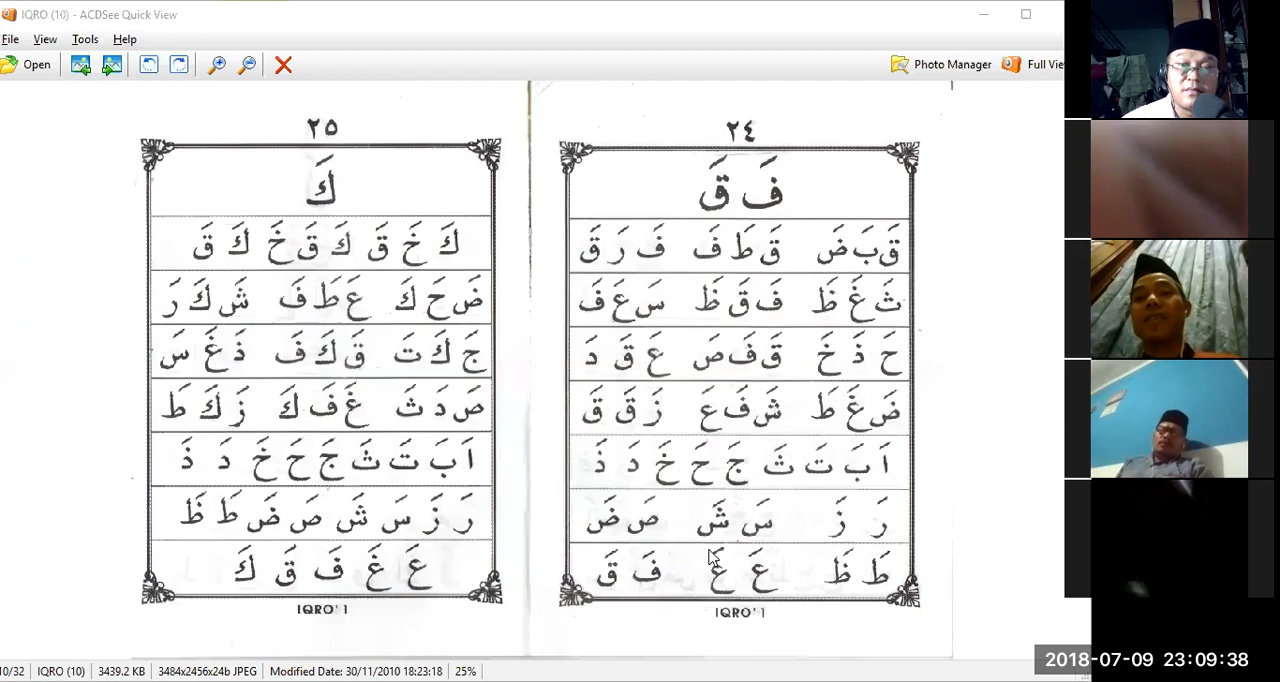 IQRO (10) - ACDSee Quick View
File View Tools Help
Open Photo Manager Full Vie
٢٤
فَ قَ
قَ بَ ضَ قَ طَ فَ فَ رَ قَ
ثَ غَ ظَ فَ قَ ظَ سَ عَ فَ
حَ ذَ خَ قَ فَ صَ عَ قَ دَ
ضَ غَ طَ شَ فَ عَ زَ قَ قَ
اَ بَ تَ ثَ جَ حَ خَ دَ ذَ
رَ زَ سَ شَ صَ ضَ
طَ ظَ عَ غَ فَ قَ
IQRO' 1
٢٥
كَ
كَ خَ قَ كَ قَ خَ كَ قَ
ضَ حَ كَ عَ طَ فَ شَ كَ رَ
جَ كَ تَ قَ كَ فَ ذَ غَ سَ
صَ دَ ثَ غَ فَ كَ زَ كَ طَ
اَ بَ تَ ثَ جَ حَ خَ دَ ذَ
رَ زَ سَ شَ صَ ضَ طَ ظَ
عَ غَ فَ قَ كَ
IQRO' 1
10/32 IQRO (10) 3439.2 KB 3484x2456x24b JPEG Modified Date: 30/11/2010 18:23:18 25%
2018-07-09 23:09:38